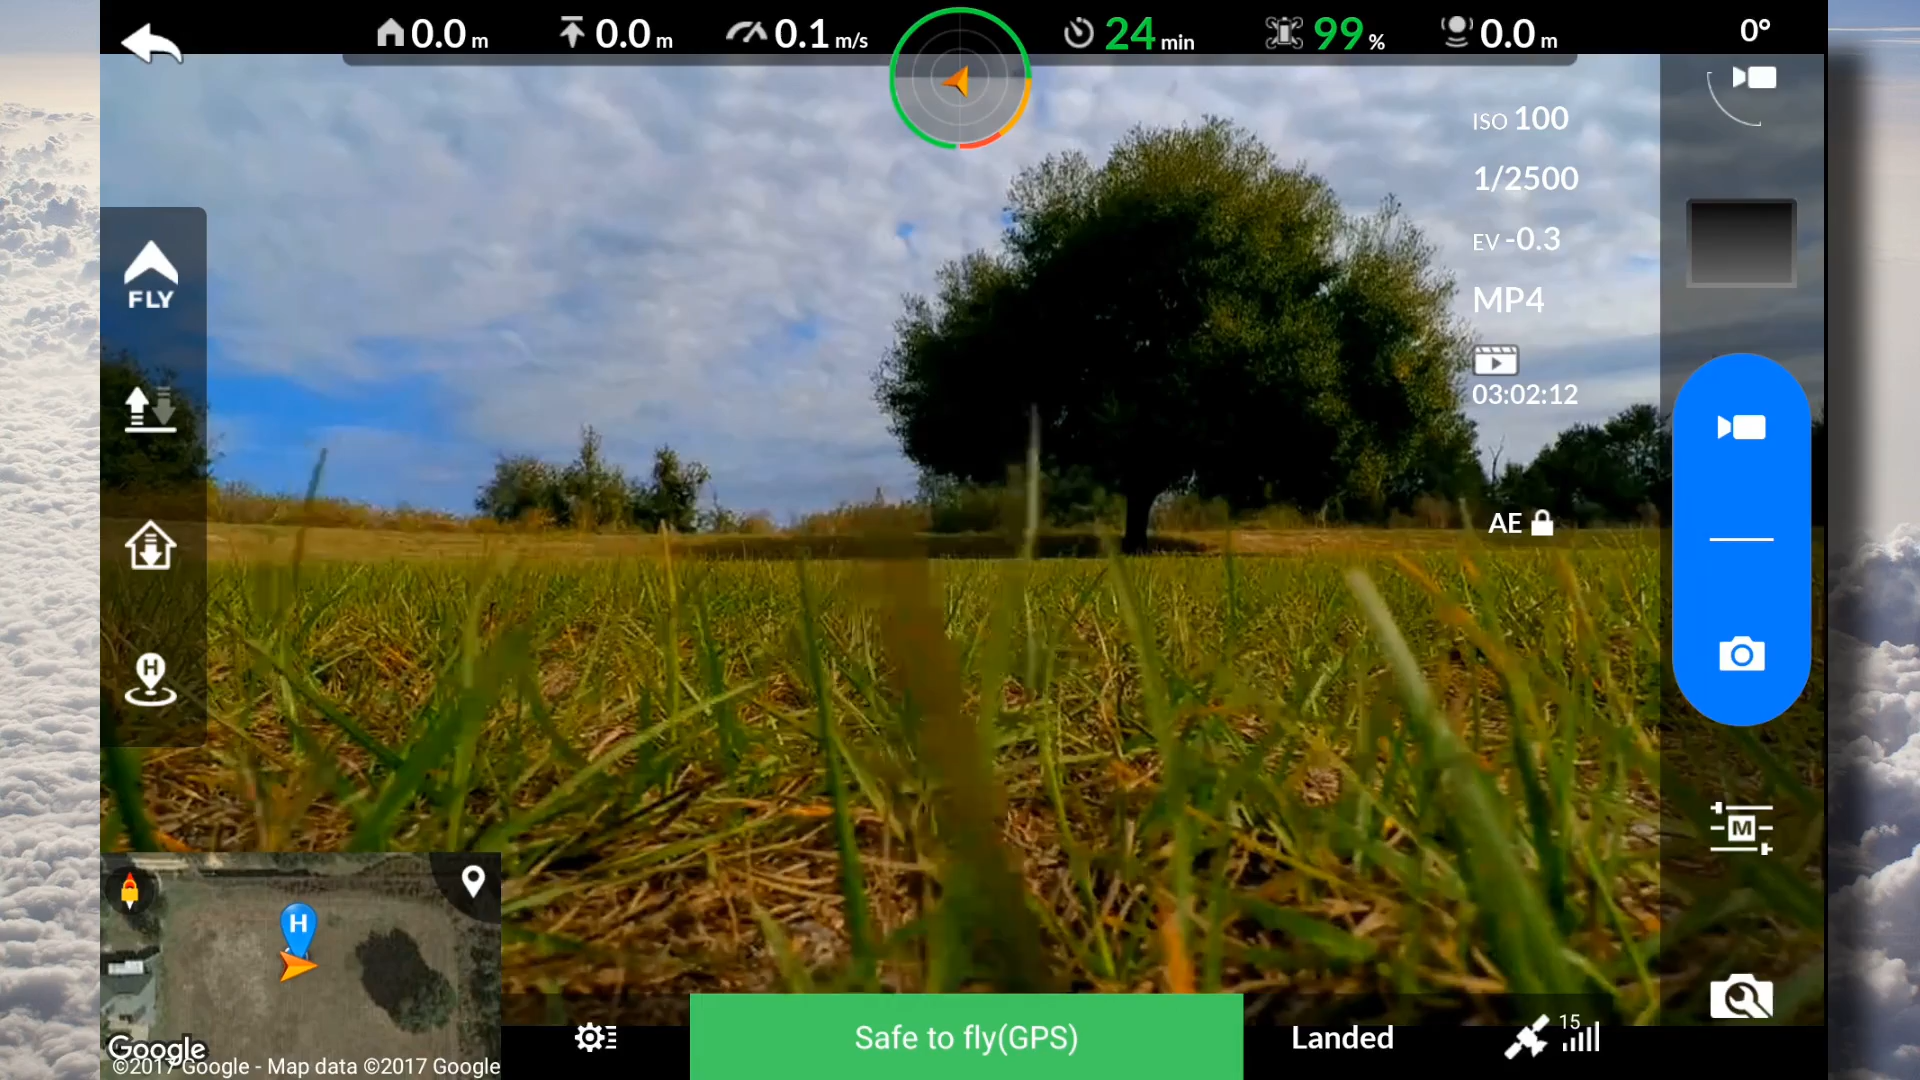 0.0 m
0.0 m
0.1 m/s
24 min
99 %
0.0 m
0°
ISO 100
1/2500
EV -0.3
MP4
03:02:12
AE
FLY
H
M
H
Google
©2017 Google - Map data ©2017 Google
Safe to fly(GPS)
Landed
15